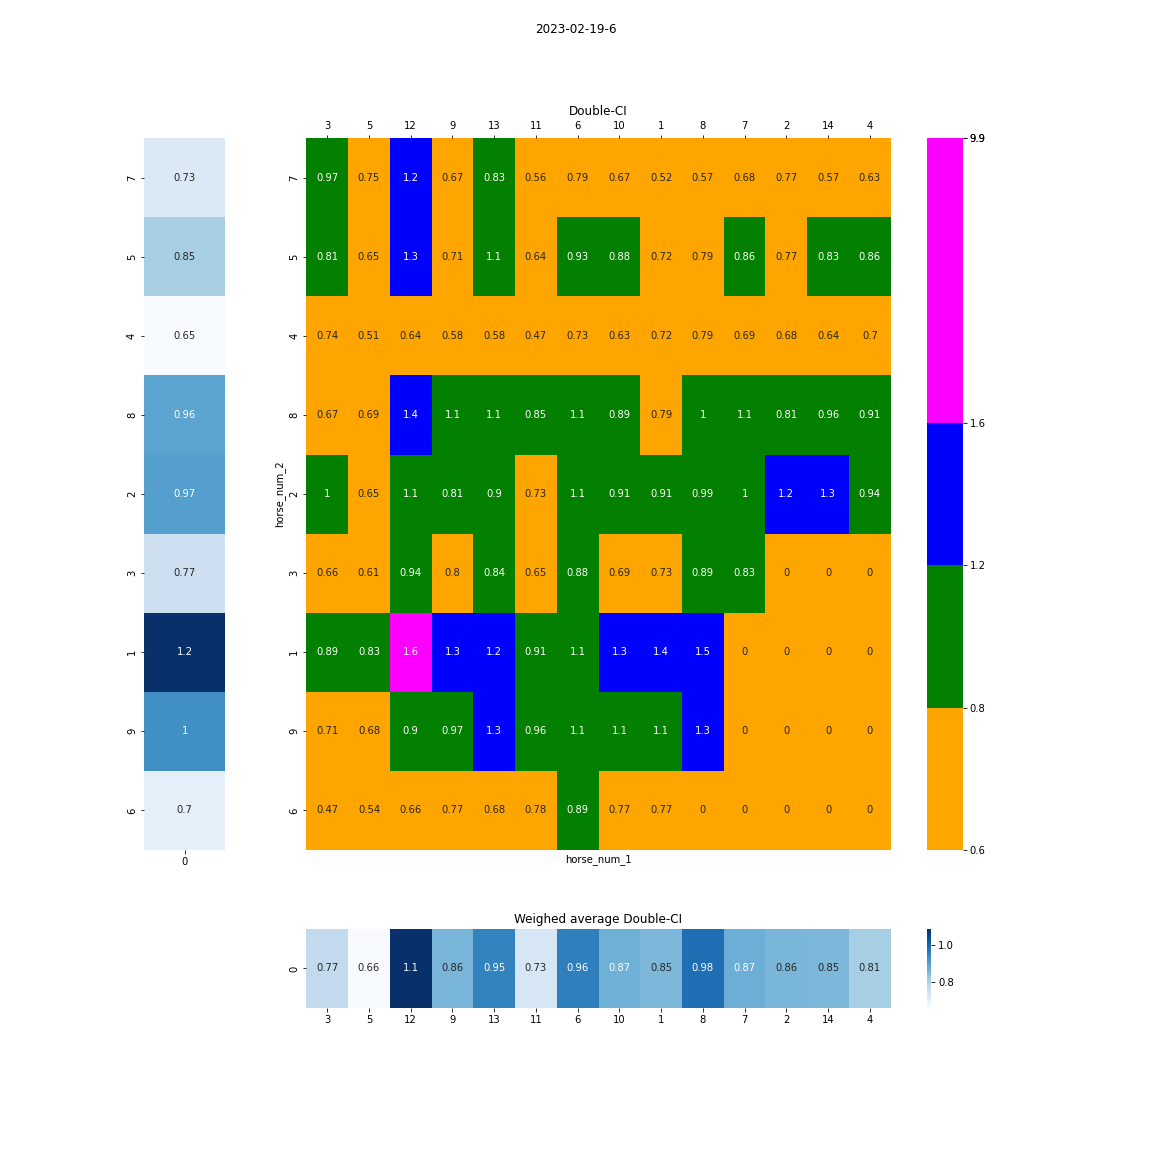 2023-02-19-6
Double-CI
3 5 12 9 13 11 6 10 1 8 7 2 14 4
9.9
7 0.73 7 0.97 0.75 1.2 0.67 0.83 0.56 0.79 0.67 0.52 0.57 0.68 0.77 0.57 0.63
5 0.85 5 0.81 0.65 1.3 0.71 1.1 0.64 0.93 0.88 0.72 0.79 0.86 0.77 0.83 0.86
4 0.65 4 0.74 0.51 0.64 0.58 0.58 0.47 0.73 0.63 0.72 0.79 0.69 0.68 0.64 0.7
8 0.96 8 0.67 0.69 1.4 1.1 1.1 0.85 1.1 0.89 0.79 1 1.1 0.81 0.96 0.91
1.6
horse_num_2
2 0.97 2 1 0.65 1.1 0.81 0.9 0.73 1.1 0.91 0.91 0.99 1 1.2 1.3 0.94
1.2
3 0.77 3 0.66 0.61 0.94 0.8 0.84 0.65 0.88 0.69 0.73 0.89 0.83 0 0 0
1 1.2 1 0.89 0.83 1.6 1.3 1.2 0.91 1.1 1.3 1.4 1.5 0 0 0 0
0.8
9 1 9 0.71 0.68 0.9 0.97 1.3 0.96 1.1 1.1 1.1 1.3 0 0 0 0
6 0.7 6 0.47 0.54 0.66 0.77 0.68 0.78 0.89 0.77 0.77 0 0 0 0 0
0.6
0
horse_num_1
Weighed average Double-CI
1.0
0 0.77 0.66 1.1 0.86 0.95 0.73 0.96 0.87 0.85 0.98 0.87 0.86 0.85 0.81
0.8
3 5 12 9 13 11 6 10 1 8 7 2 14 4